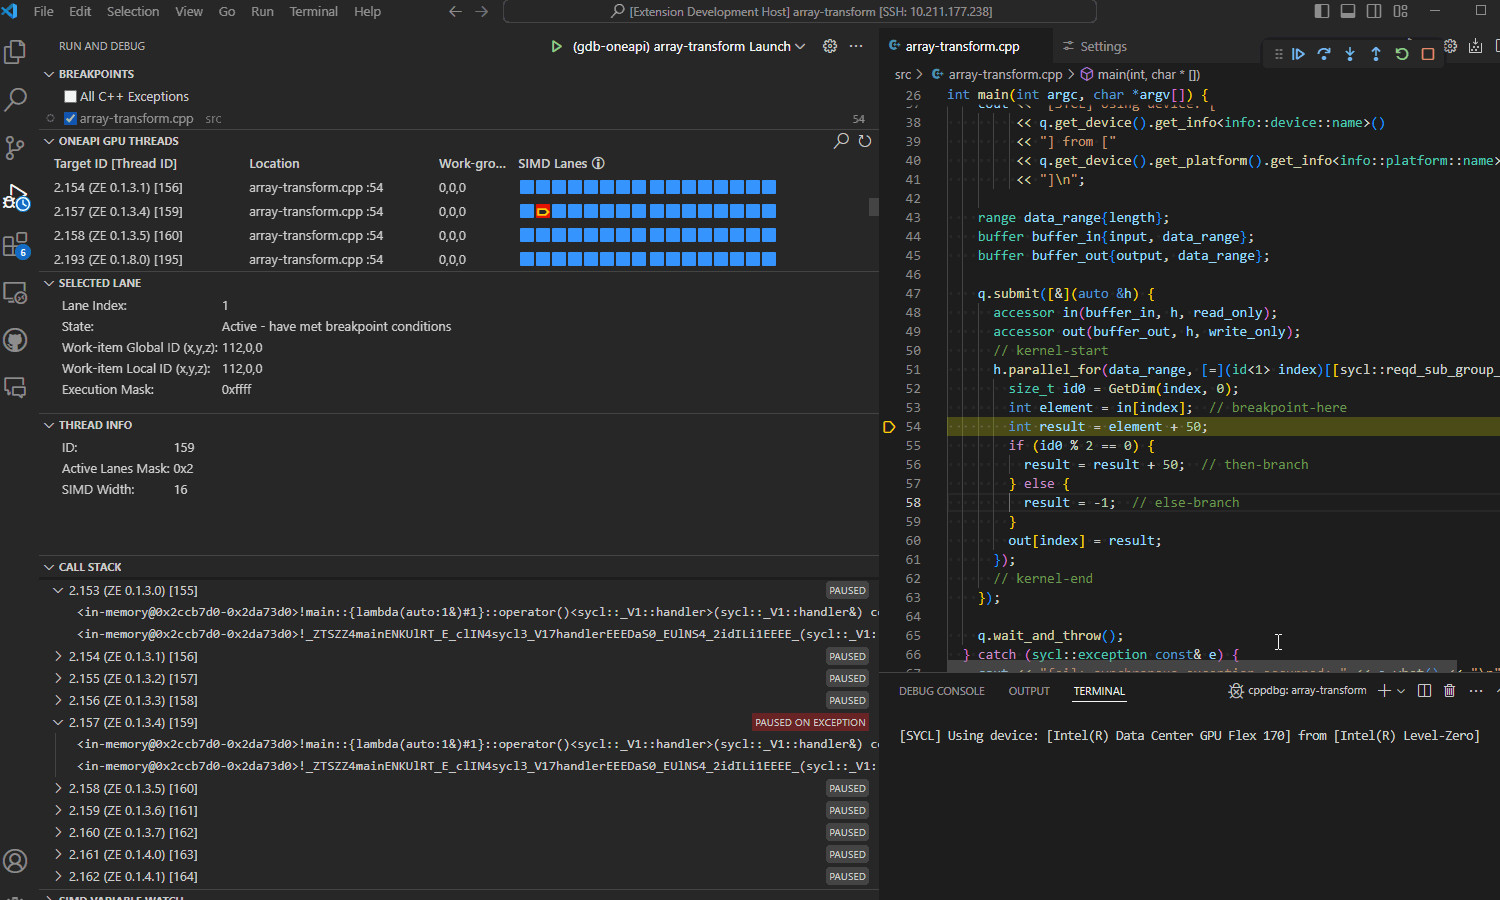 File Edit Selection View Go Run Terminal Help
[Extension Development Host] array-transform [SSH: 10.211.177.238]
RUN AND DEBUG
(gdb-oneapi) array-transform Launch
BREAKPOINTS
All C++ Exceptions
array-transform.cpp src 54
ONEAPI GPU THREADS
Target ID [Thread ID] Location Work-gro... SIMD Lanes
2.154 (ZE 0.1.3.1) [156] array-transform.cpp :54 0,0,0
2.157 (ZE 0.1.3.4) [159] array-transform.cpp :54 0,0,0
2.158 (ZE 0.1.3.5) [160] array-transform.cpp :54 0,0,0
2.193 (ZE 0.1.8.0) [195] array-transform.cpp :54 0,0,0
6
SELECTED LANE
Lane Index: 1
State: Active - have met breakpoint conditions
Work-item Global ID (x,y,z): 112,0,0
Work-item Local ID (x,y,z): 112,0,0
Execution Mask: 0xffff
THREAD INFO
ID: 159
Active Lanes Mask: 0x2
SIMD Width: 16
CALL STACK
2.153 (ZE 0.1.3.0) [155] PAUSED
<in-memory@0x2ccb7d0-0x2da73d0>!main::{lambda(auto:1&)#1}::operator()<sycl::_V1::handler>(sycl::_V1::handler&) co
<in-memory@0x2ccb7d0-0x2da73d0>!_ZTSZZ4mainENKUlRT_E_clIN4sycl3_V17handlerEEEDaS0_EUlNS4_2idILi1EEEE_(sycl::_V1:
2.154 (ZE 0.1.3.1) [156] PAUSED
2.155 (ZE 0.1.3.2) [157] PAUSED
2.156 (ZE 0.1.3.3) [158] PAUSED
2.157 (ZE 0.1.3.4) [159] PAUSED ON EXCEPTION
<in-memory@0x2ccb7d0-0x2da73d0>!main::{lambda(auto:1&)#1}::operator()<sycl::_V1::handler>(sycl::_V1::handler&) co
<in-memory@0x2ccb7d0-0x2da73d0>!_ZTSZZ4mainENKUlRT_E_clIN4sycl3_V17handlerEEEDaS0_EUlNS4_2idILi1EEEE_(sycl::_V1:
2.158 (ZE 0.1.3.5) [160] PAUSED
2.159 (ZE 0.1.3.6) [161] PAUSED
2.160 (ZE 0.1.3.7) [162] PAUSED
2.161 (ZE 0.1.4.0) [163] PAUSED
2.162 (ZE 0.1.4.1) [164] PAUSED
SIMD VARIABLE WATCH
array-transform.cpp Settings
src > array-transform.cpp > main(int, char * [])
26 int main(int argc, char *argv[]) {
37 cout << "[SYCL] Using device: ["
38 << q.get_device().get_info<info::device::name>()
39 << "] from ["
40 << q.get_device().get_platform().get_info<info::platform::name>
41 << "]\n";
42
43 range data_range{length};
44 buffer buffer_in{input, data_range};
45 buffer buffer_out{output, data_range};
46
47 q.submit([&](auto &h) {
48 accessor in(buffer_in, h, read_only);
49 accessor out(buffer_out, h, write_only);
50 // kernel-start
51 h.parallel_for(data_range, [=](id<1> index)[[sycl::reqd_sub_group_
52 size_t id0 = GetDim(index, 0);
53 int element = in[index]; // breakpoint-here
54 int result = element + 50;
55 if (id0 % 2 == 0) {
56 result = result + 50; // then-branch
57 } else {
58 result = -1; // else-branch
59 }
60 out[index] = result;
61 });
62 // kernel-end
63 });
64
65 q.wait_and_throw();
66 } catch (sycl::exception const& e) {
67 cout << "fail; synchronous exception occurred: " << e.what() << "\n"
DEBUG CONSOLE OUTPUT TERMINAL cppdbg: array-transform
[SYCL] Using device: [Intel(R) Data Center GPU Flex 170] from [Intel(R) Level-Zero]